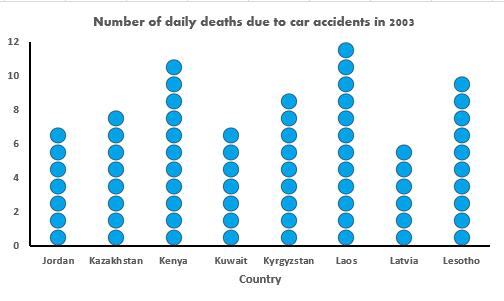 Number of daily deaths due to car accidents in 2003
12
10
8
6
4
2
0
Jordan Kazakhstan Kenya Kuwait Kyrgyzstan Laos Latvia Lesotho
Country